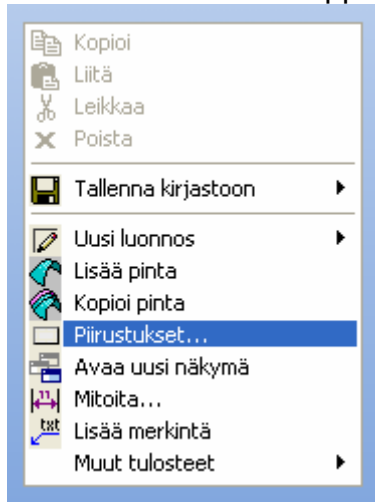 Kopioi
Liitä
Leikkaa
Poista
Tallenna kirjastoon
Uusi luonnos
Lisää pinta
Kopioi pinta
Piirustukset...
Avaa uusi näkymä
Mitoita...
txt Lisää merkintä
Muut tulosteet